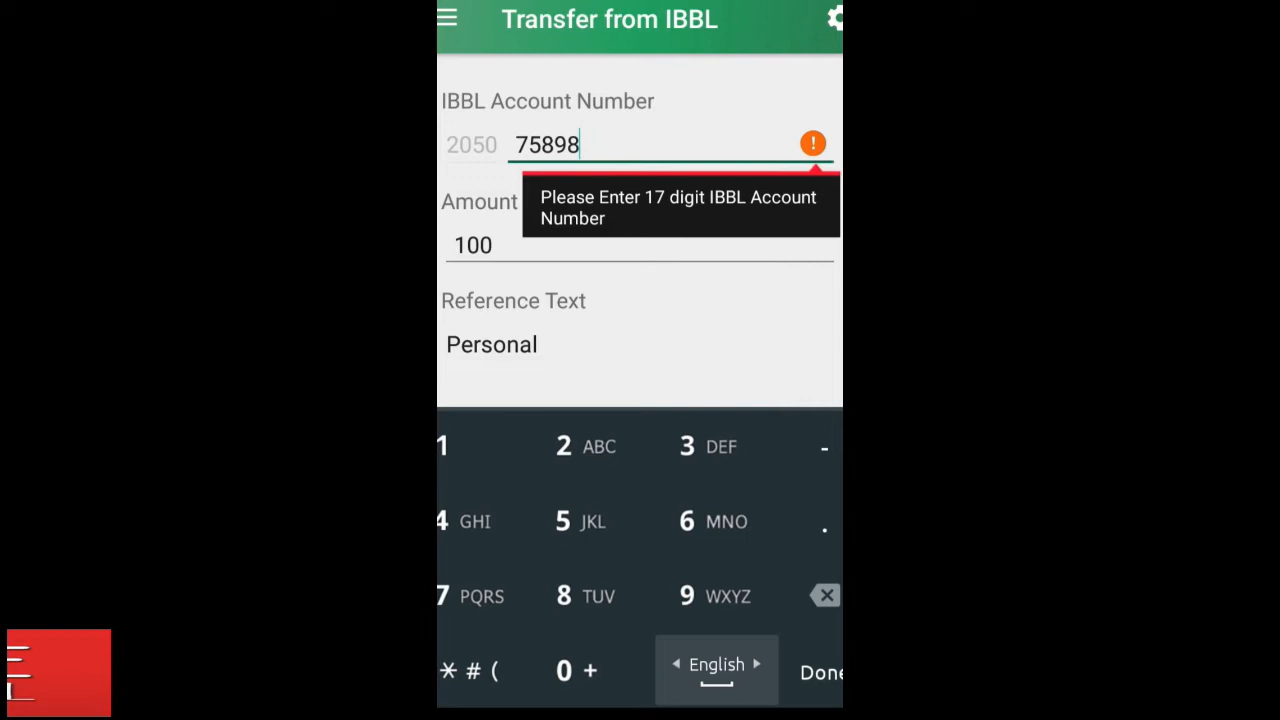 Transfer from IBBL
IBBL Account Number
2050 75898
!
Please Enter 17 digit IBBL Account
Number
Amount
100
Reference Text
Personal
1 2 ABC 3 DEF -
4 GHI 5 JKL 6 MNO .
7 PQRS 8 TUV 9 WXYZ
* # ( 0 + English Done